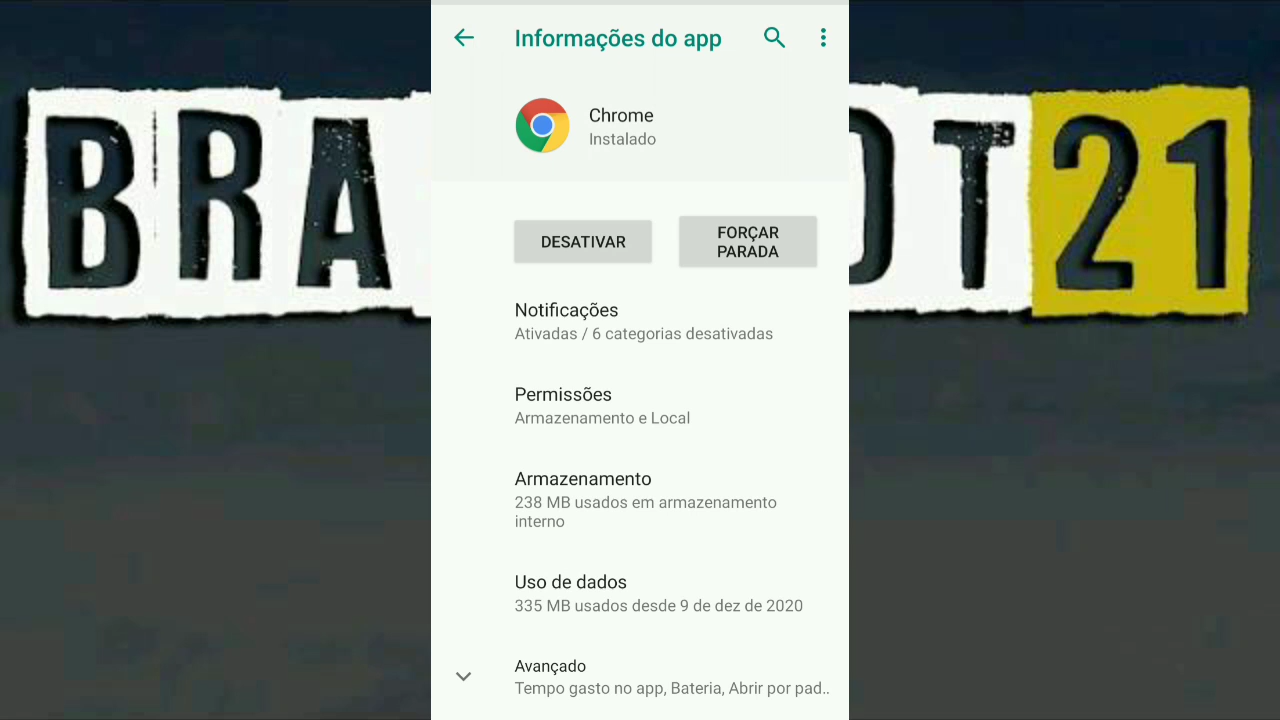 Informações do app
Chrome
Instalado
DESATIVAR
FORÇAR
PARADA
Notificações
Ativadas / 6 categorias desativadas
Permissões
Armazenamento e Local
Armazenamento
238 MB usados em armazenamento
interno
Uso de dados
335 MB usados desde 9 de dez de 2020
Avançado
Tempo gasto no app, Bateria, Abrir por pad..
BRA
T21